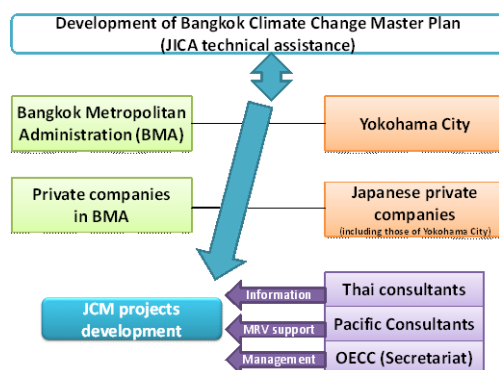 Development of Bangkok Climate Change Master Plan
(JICA technical assistance)
Bangkok Metropolitan
Administration (BMA)
Yokohama City
Private companies
in BMA
Japanese private
companies
(including those of Yokohama City)
JCM projects
development
Information
Thai consultants
MRV support
Pacific Consultants
Management
OECC (Secretariat)